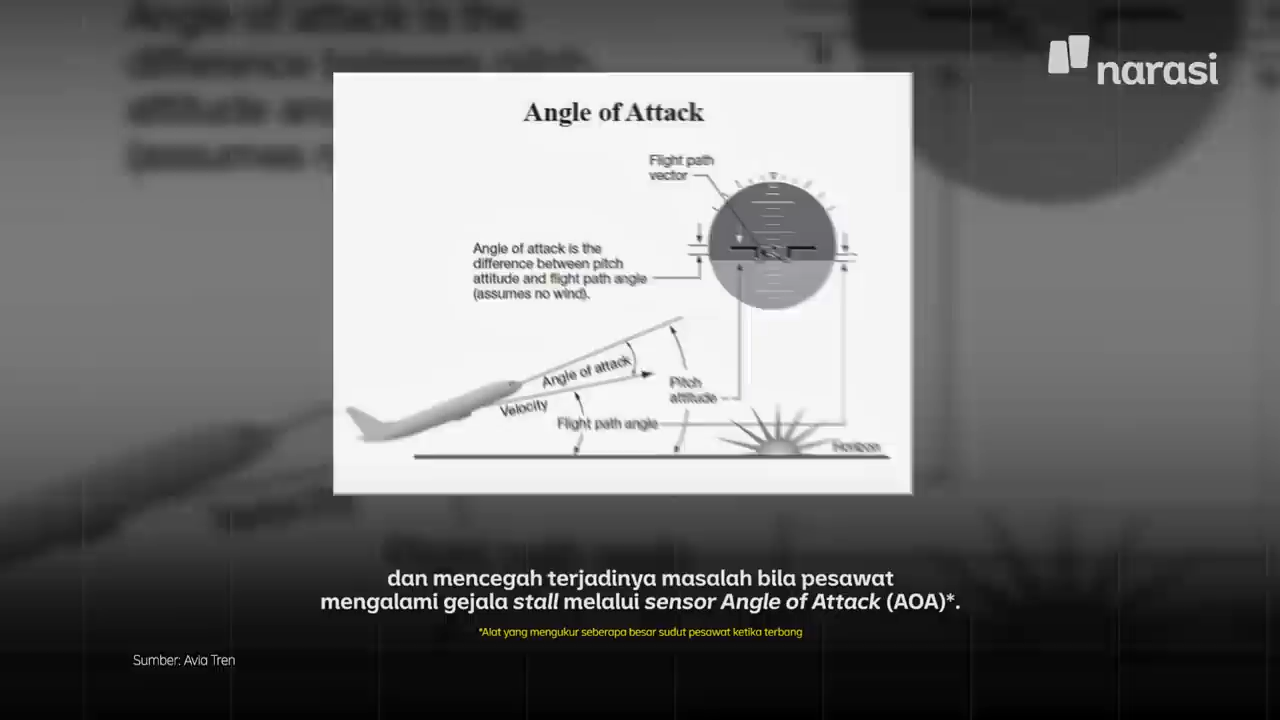 narasi
Angle of Attack
Flight path
vector
Angle of attack is the
difference between pitch
attitude and flight path angle
(assumes no wind).
Angle of attack
Velocity
Pitch
attitude
Flight path angle
Horizon
dan mencegah terjadinya masalah bila pesawat
mengalami gejala stall melalui sensor Angle of Attack (AOA)*.
*Alat yang mengukur seberapa besar sudut pesawat ketika terbang
Sumber: Avia Tren